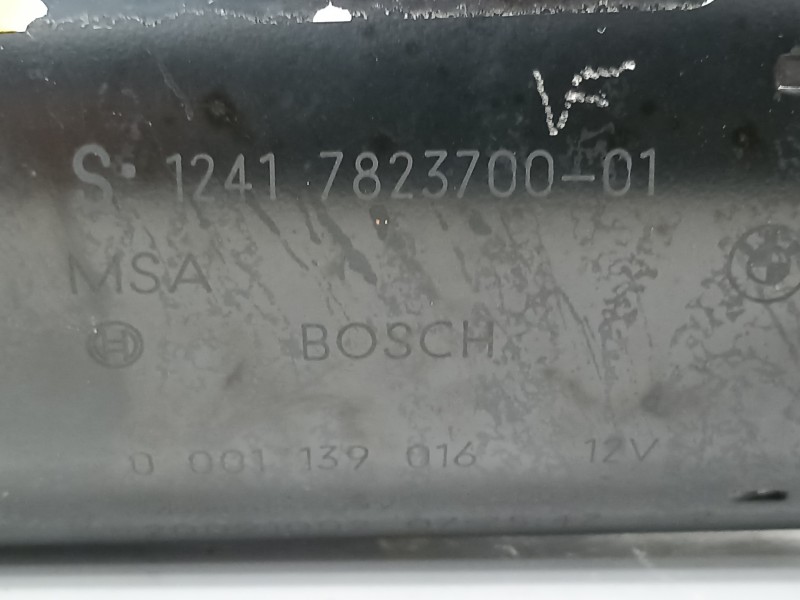 VF
S: 1241 7823700-01
MSA
BOSCH
0 001 139 016 12V